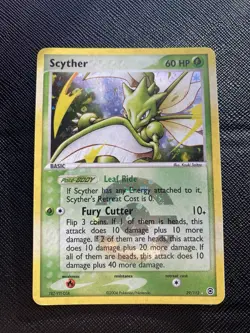 Scyther 60 HP
BASIC
POKé-BODY Leaf Ride
If Scyther has any Energy attached to it,
Scyther's Retreat Cost is 0.
Fury Cutter 10+
Flip 3 coins. If 1 of them is heads, this
attack does 10 damage plus 10 more
damage. If 2 of them are heads, this attack
does 10 damage plus 20 more damage. If
all of them are heads, this attack does 10
damage plus 40 more damage.
weakness resistance retreat cost